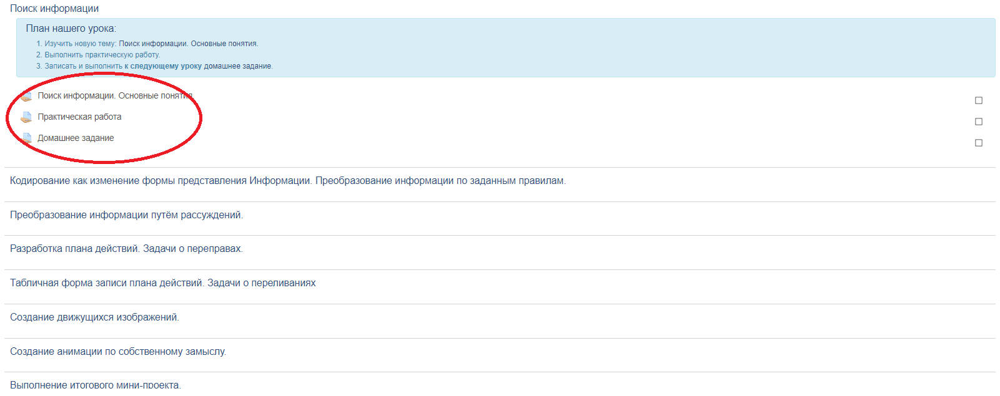 Поиск информации
План нашего урока:
1. Изучить новую тему: Поиск информации. Основные понятия.
2. Выполнить практическую работу.
3. Записать и выполнить к следующему уроку домашнее задание.
Поиск информации. Основные понятия.
Практическая работа
Домашнее задание
Кодирование как изменение формы представления Информации. Преобразование информации по заданным правилам.
Преобразование информации путём рассуждений.
Разработка плана действий. Задачи о переправах.
Табличная форма записи плана действий. Задачи о переливаниях
Создание движущихся изображений.
Создание анимации по собственному замыслу.
Выполнение итогового мини-проекта.